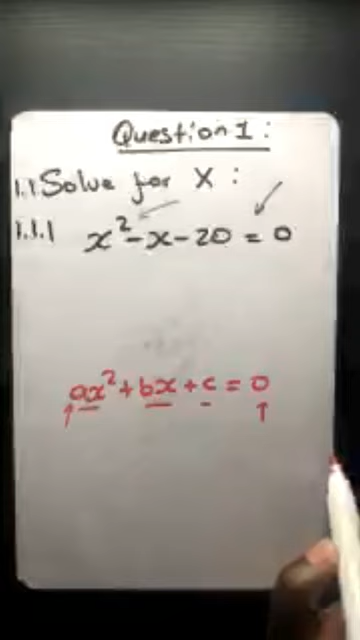 Question 1:
1.1 Solve for X:
1.1.1 x² - x - 20 = 0
ax² + bx + c = 0